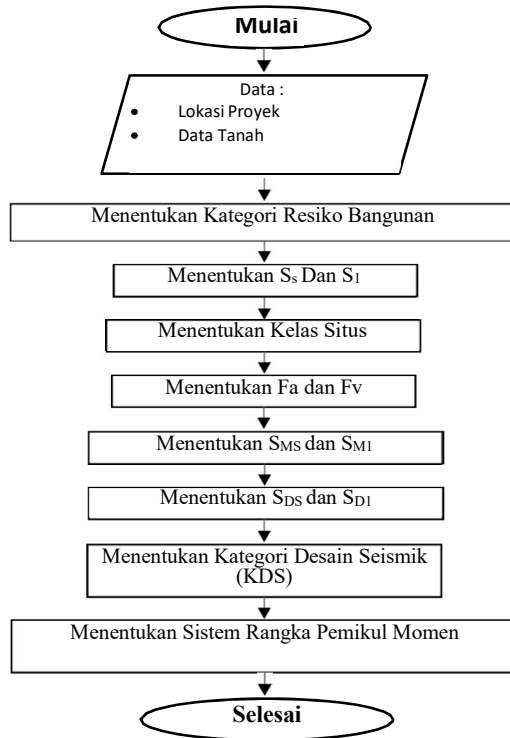 Mulai
Data :
• Lokasi Proyek
• Data Tanah
Menentukan Kategori Resiko Bangunan
Menentukan Ss Dan S1
Menentukan Kelas Situs
Menentukan Fa dan Fv
Menentukan SMS dan SM1
Menentukan SDS dan SD1
Menentukan Kategori Desain Seismik
(KDS)
Menentukan Sistem Rangka Pemikul Momen
Selesai